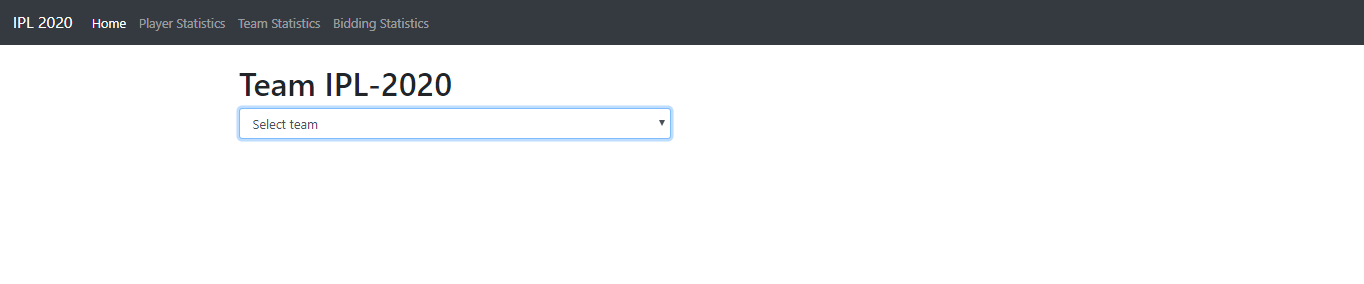 IPL 2020 Home Player Statistics Team Statistics Bidding Statistics
Team IPL-2020
Select team